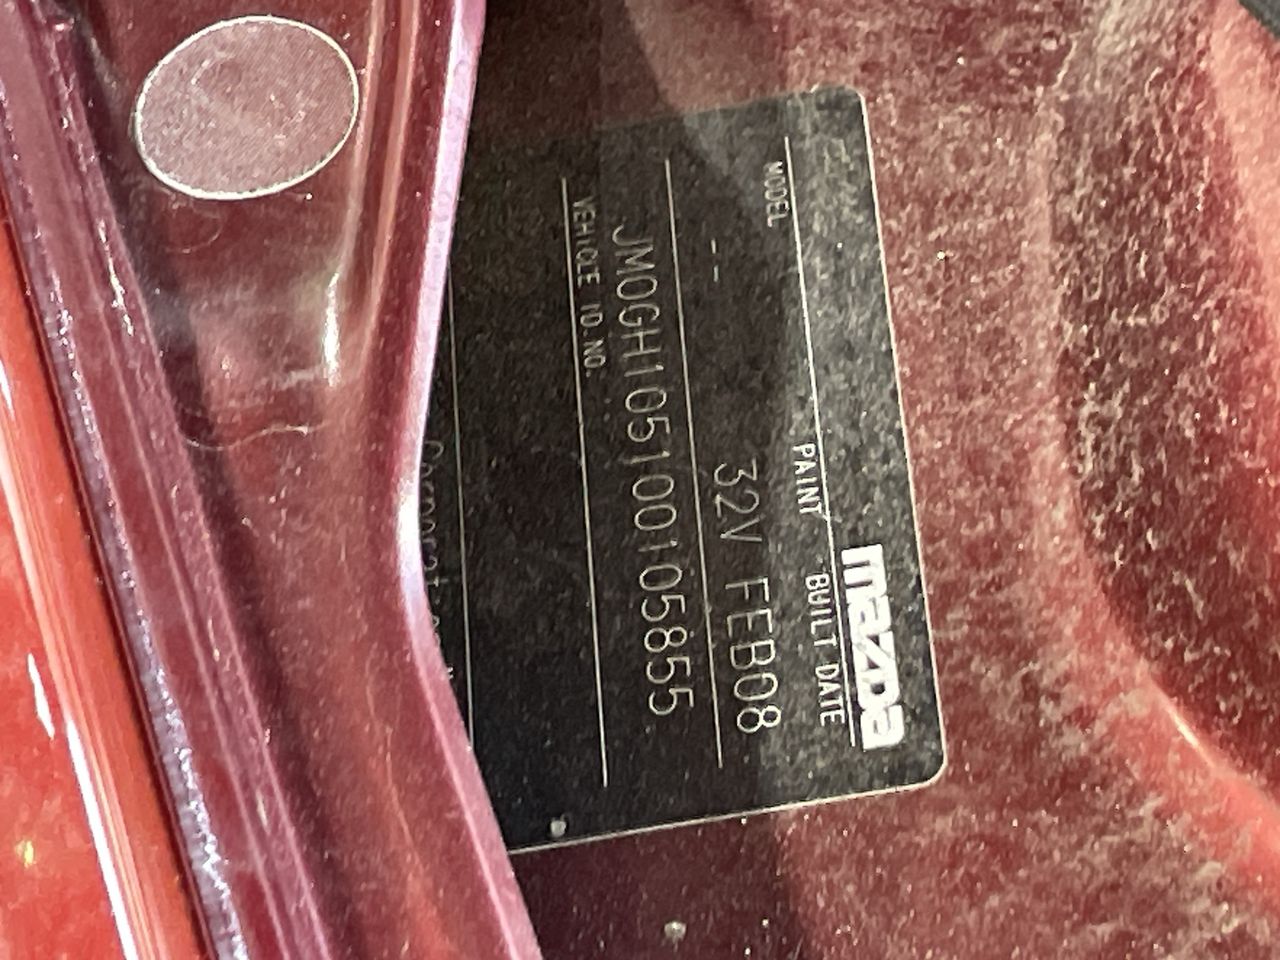 mazda
MODEL PAINT BUILT DATE
-- 32V FEB08
JM0GH105100105855
VEHICLE ID.NO.